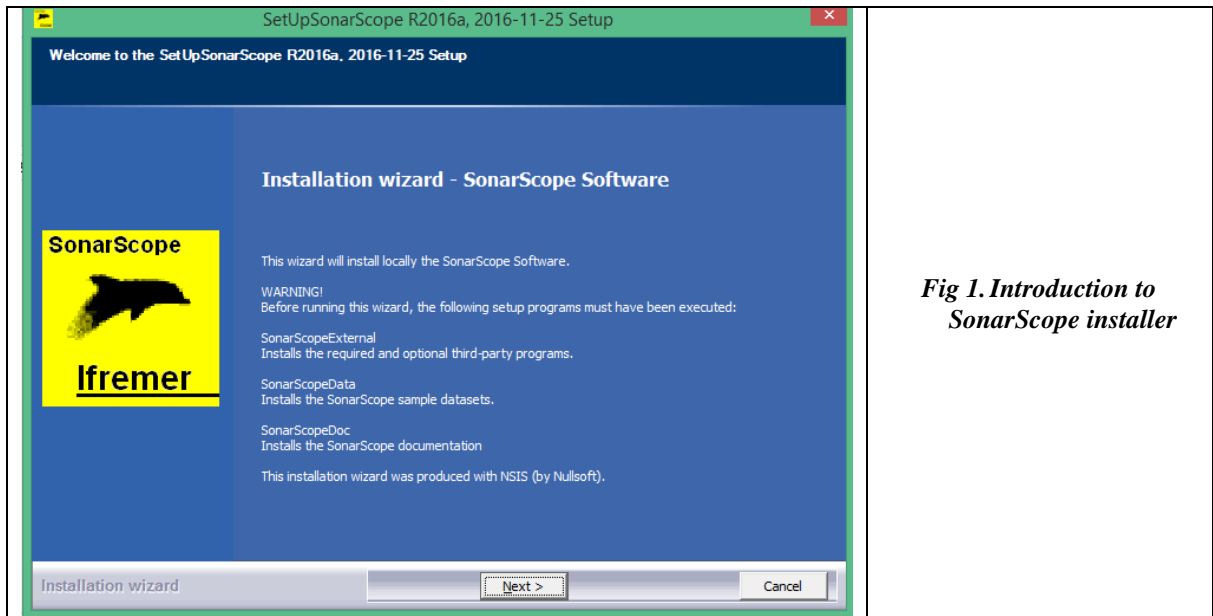 SetUpSonarScope R2016a, 2016-11-25 Setup
Welcome to the SetUpSonarScope R2016a, 2016-11-25 Setup
Installation wizard - SonarScope Software
SonarScope
Ifremer
This wizard will install locally the SonarScope Software.
WARNING!
Before running this wizard, the following setup programs must have been executed:
SonarScopeExternal
Installs the required and optional third-party programs.
SonarScopeData
Installs the SonarScope sample datasets.
SonarScopeDoc
Installs the SonarScope documentation
This installation wizard was produced with NSIS (by Nullsoft).
Installation wizard
Next >
Cancel
Fig 1. Introduction to
SonarScope installer